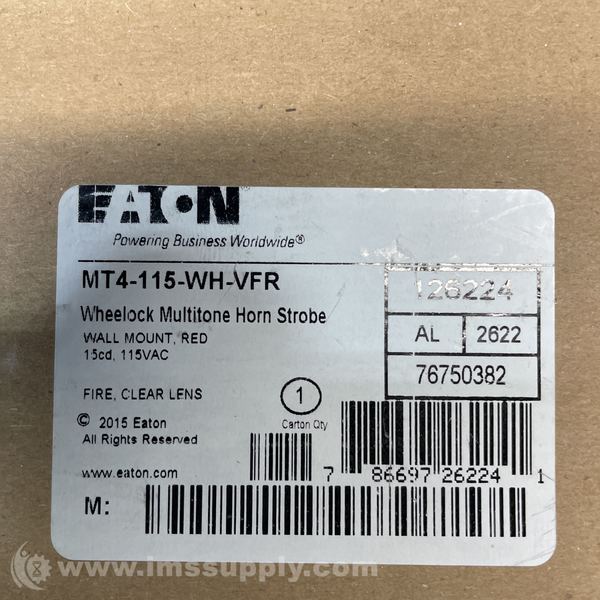 EATON
Powering Business Worldwide®
MT4-115-WH-VFR
126224
Wheelock Multitone Horn Strobe
WALL MOUNT, RED
AL 2622
15cd, 115VAC
76750382
FIRE, CLEAR LENS
1
Carton Qty
© 2015 Eaton
All Rights Reserved
www.eaton.com
7 86697 26224 1
M:
© www.imssupply.com